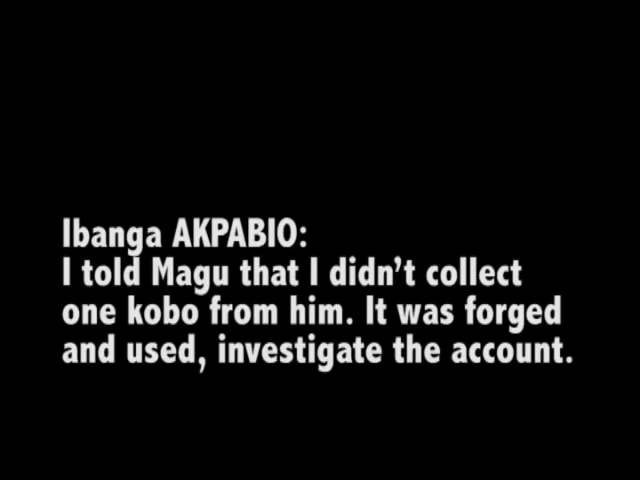 Ibanga AKPABIO:
I told Magu that I didn't collect
one kobo from him. It was forged
and used, investigate the account.